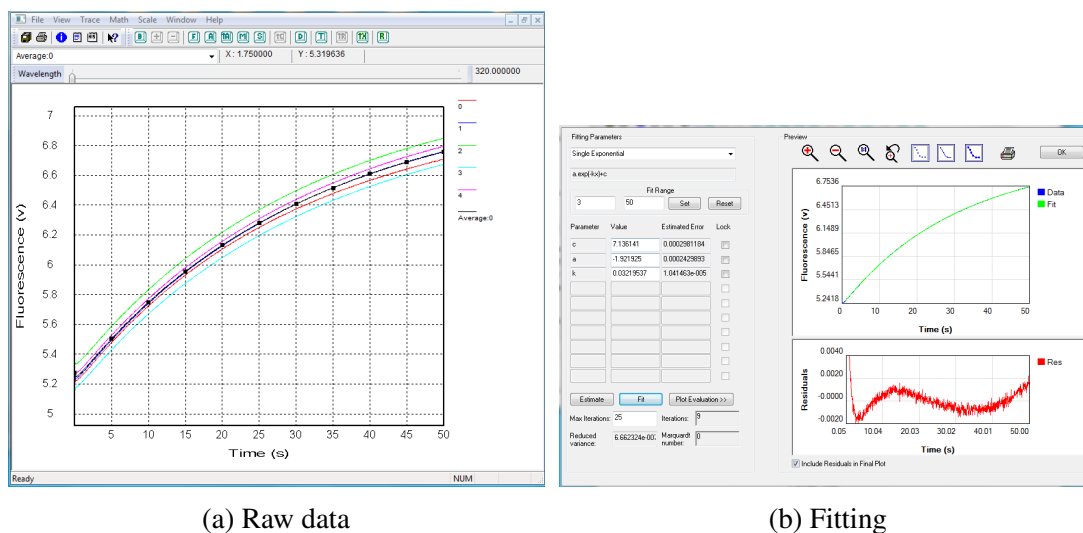 File View Trace Math Scale Window Help
Average:0 X : 1.750000 Y : 5.319636
Wavelength 320.000000
7
6.8
6.6
6.4
6.2
6
5.8
5.6
5.4
5.2
5
Fluorescence (v)
5 10 15 20 25 30 35 40 45 50
Time (s)
0
1
2
3
4
Average:0
Ready NUM
(a) Raw data
Fitting Parameters
Single Exponential
a.exp(-kx)+c
Fit Range
3 50 Set Reset
Parameter Value Estimated Error Lock
c 7.136141 0.0002981184
a -1.921925 0.0002429893
k 0.03219537 1.041463e-005
Estimate Fit Plot Evaluation >>
Max Iterations: 25 Iterations: 9
Reduced variance: 6.662324e-007 Marquardt number: 0
Preview
OK
6.7536
6.4513
6.1489
5.8465
5.5441
5.2418
Fluorescence (v)
0 10 20 30 40 50
Time (s)
Data
Fit
0.0040
0.0020
-0.0000
-0.0020
Residuals
0.05 10.04 20.03 30.02 40.01 50.00
Time (s)
Res
Include Residuals in Final Plot
(b) Fitting